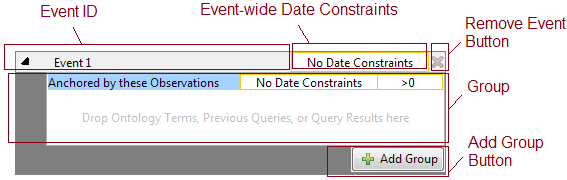 Event ID
Event-wide Date Constraints
Remove Event
Button
Event 1
No Date Constraints
Anchored by these Observations
No Date Constraints
>0
Group
Drop Ontology Terms, Previous Queries, or Query Results here
Add Group
Add Group
Button